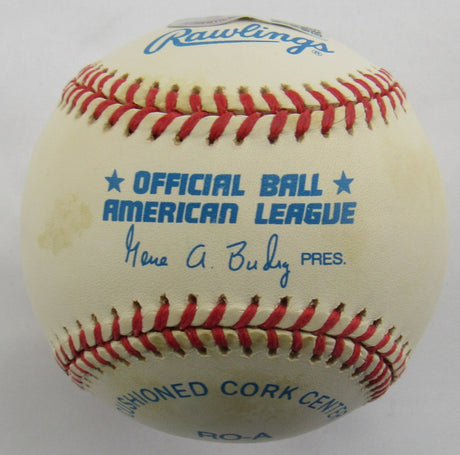 Rawlings®
★ OFFICIAL BALL ★
AMERICAN LEAGUE
Gene A. Budig PRES.
CUSHIONED CORK CENTER
RO-A